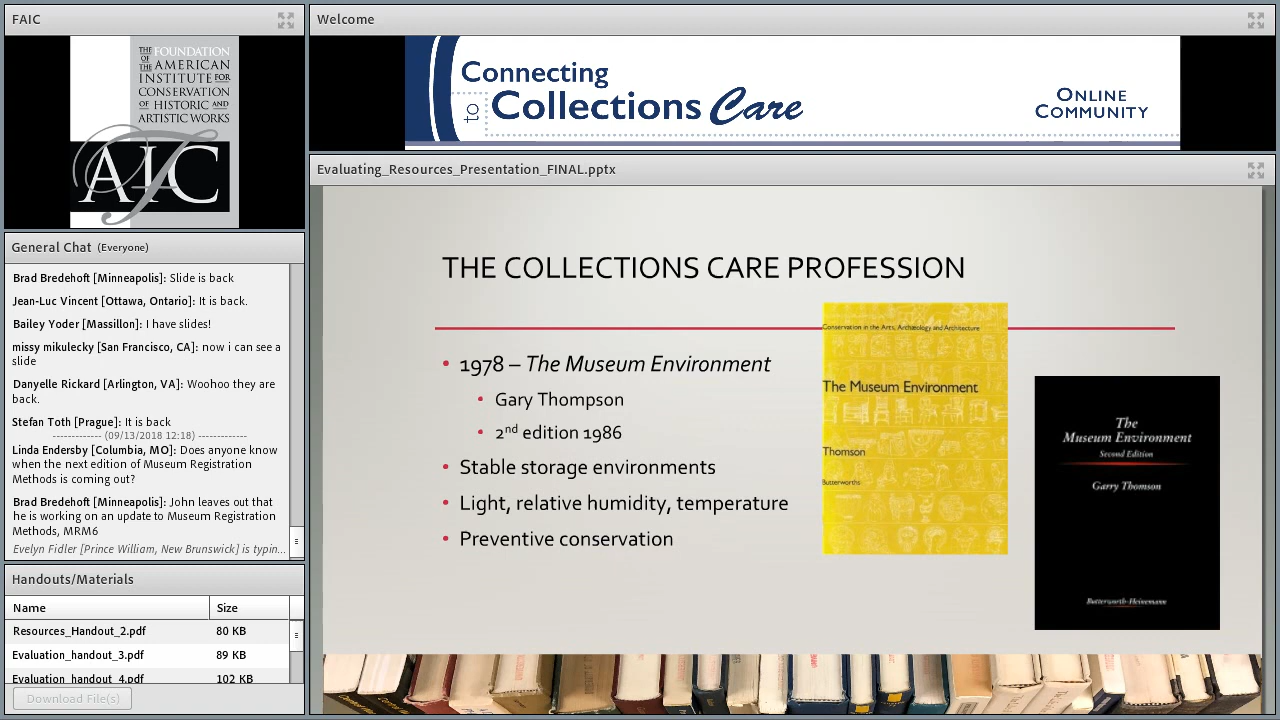 FAIC
THE FOUNDATION
OF THE AMERICAN
INSTITUTE FOR
CONSERVATION
OF HISTORIC AND
ARTISTIC WORKS
AIC
General Chat (Everyone)
Brad Bredehoft [Minneapolis]: Slide is back
Jean-Luc Vincent [Ottawa, Ontario]: It is back.
Bailey Yoder [Massillon]: I have slides!
missy mikulecky [San Francisco, CA]: now i can see a
slide
Danyelle Rickard [Arlington, VA]: Woohoo they are
back.
Stefan Toth [Prague]: It is back
------------- (09/13/2018 12:18) -------------
Linda Endersby [Columbia, MO]: Does anyone know
when the next edition of Museum Registration
Methods is coming out?
Brad Bredehoft [Minneapolis]: John leaves out that
he is working on an update to Museum Registration
Methods, MRM6
Evelyn Fidler [Prince William, New Brunswick] is typin...
Handouts/Materials
Name Size
Resources_Handout_2.pdf 80 KB
Evaluation_handout_3.pdf 89 KB
Evaluation_handout_4.pdf 102 KB
Download File(s)
Welcome
Connecting
to Collections Care
ONLINE
COMMUNITY
Evaluating_Resources_Presentation_FINAL.pptx
THE COLLECTIONS CARE PROFESSION
• 1978 – The Museum Environment
• Gary Thompson
• 2nd edition 1986
• Stable storage environments
• Light, relative humidity, temperature
• Preventive conservation
Conservation in the Arts, Archæology and Architecture
The Museum Environment
Thomson
Butterworths
The
Museum Environment
Second Edition
Garry Thomson
Butterworth-Heinemann